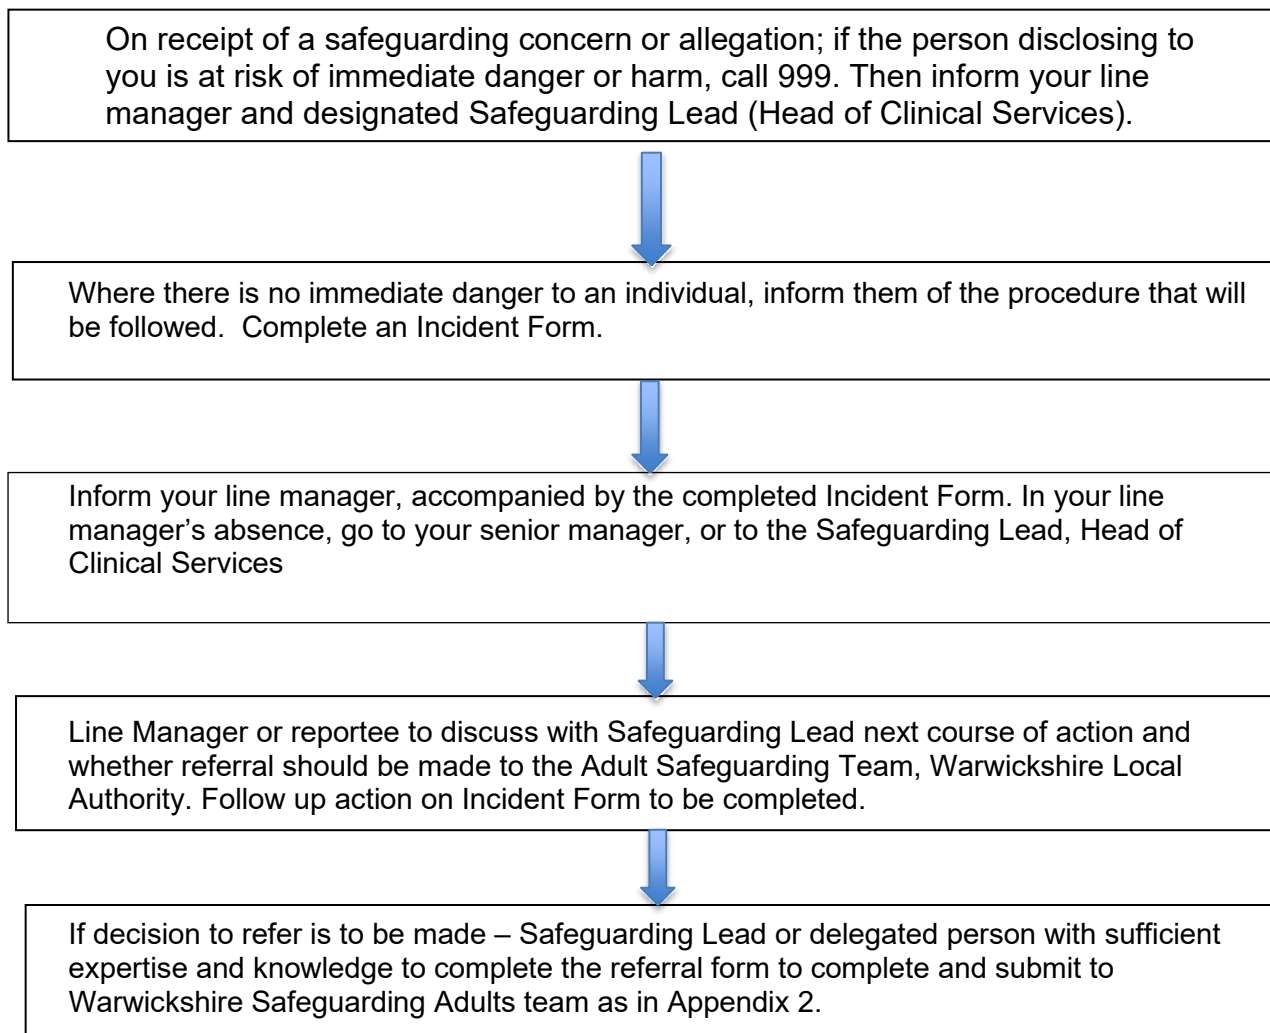 On receipt of a safeguarding concern or allegation; if the person disclosing to
you is at risk of immediate danger or harm, call 999. Then inform your line
manager and designated Safeguarding Lead (Head of Clinical Services).
Where there is no immediate danger to an individual, inform them of the procedure that will
be followed.  Complete an Incident Form.
Inform your line manager, accompanied by the completed Incident Form. In your line
manager’s absence, go to your senior manager, or to the Safeguarding Lead, Head of
Clinical Services
Line Manager or reportee to discuss with Safeguarding Lead next course of action and
whether referral should be made to the Adult Safeguarding Team, Warwickshire Local
Authority. Follow up action on Incident Form to be completed.
If decision to refer is to be made – Safeguarding Lead or delegated person with sufficient
expertise and knowledge to complete the referral form to complete and submit to
Warwickshire Safeguarding Adults team as in Appendix 2.